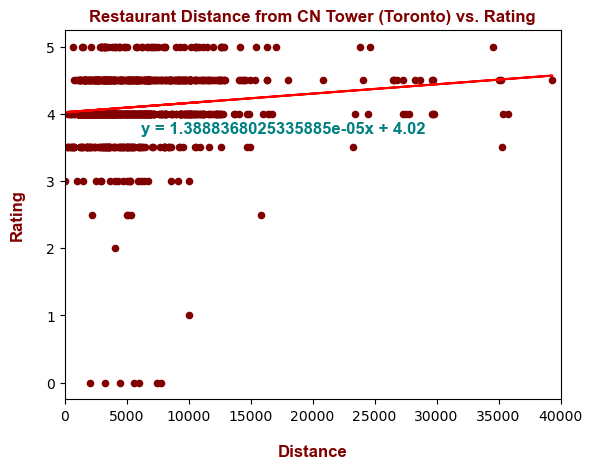 Restaurant Distance from CN Tower (Toronto) vs. Rating
5
4
y = 1.3888368025335885e-05x + 4.02
3
2
1
0
Rating
0 5000 10000 15000 20000 25000 30000 35000 40000
Distance